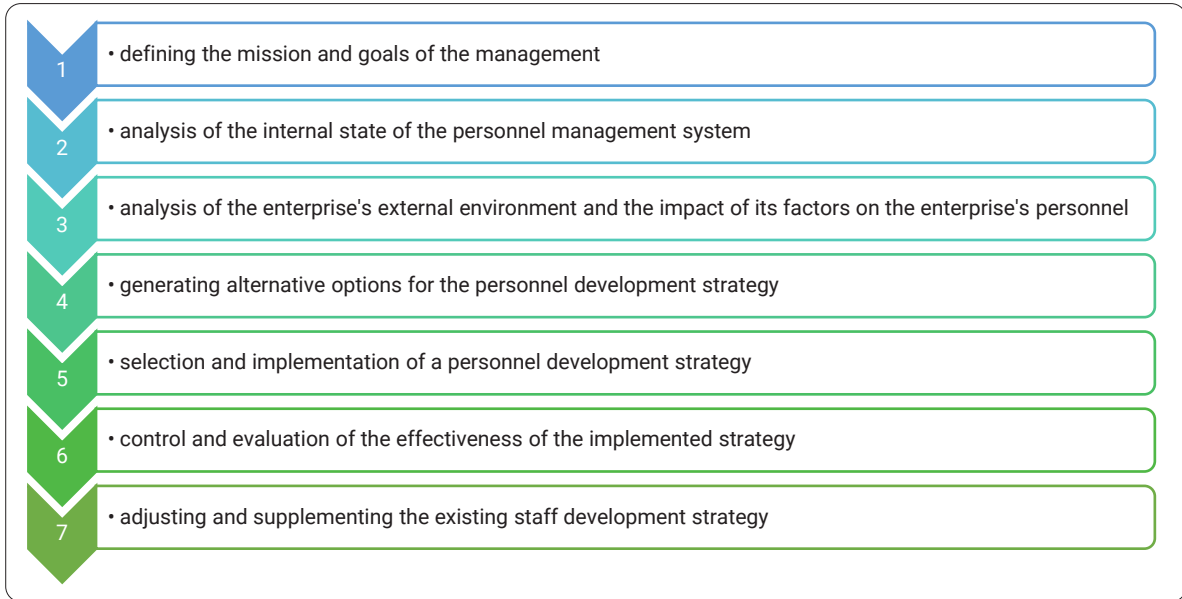 1
• defining the mission and goals of the management
2
• analysis of the internal state of the personnel management system
3
• analysis of the enterprise's external environment and the impact of its factors on the enterprise's personnel
4
• generating alternative options for the personnel development strategy
5
• selection and implementation of a personnel development strategy
6
• control and evaluation of the effectiveness of the implemented strategy
7
• adjusting and supplementing the existing staff development strategy